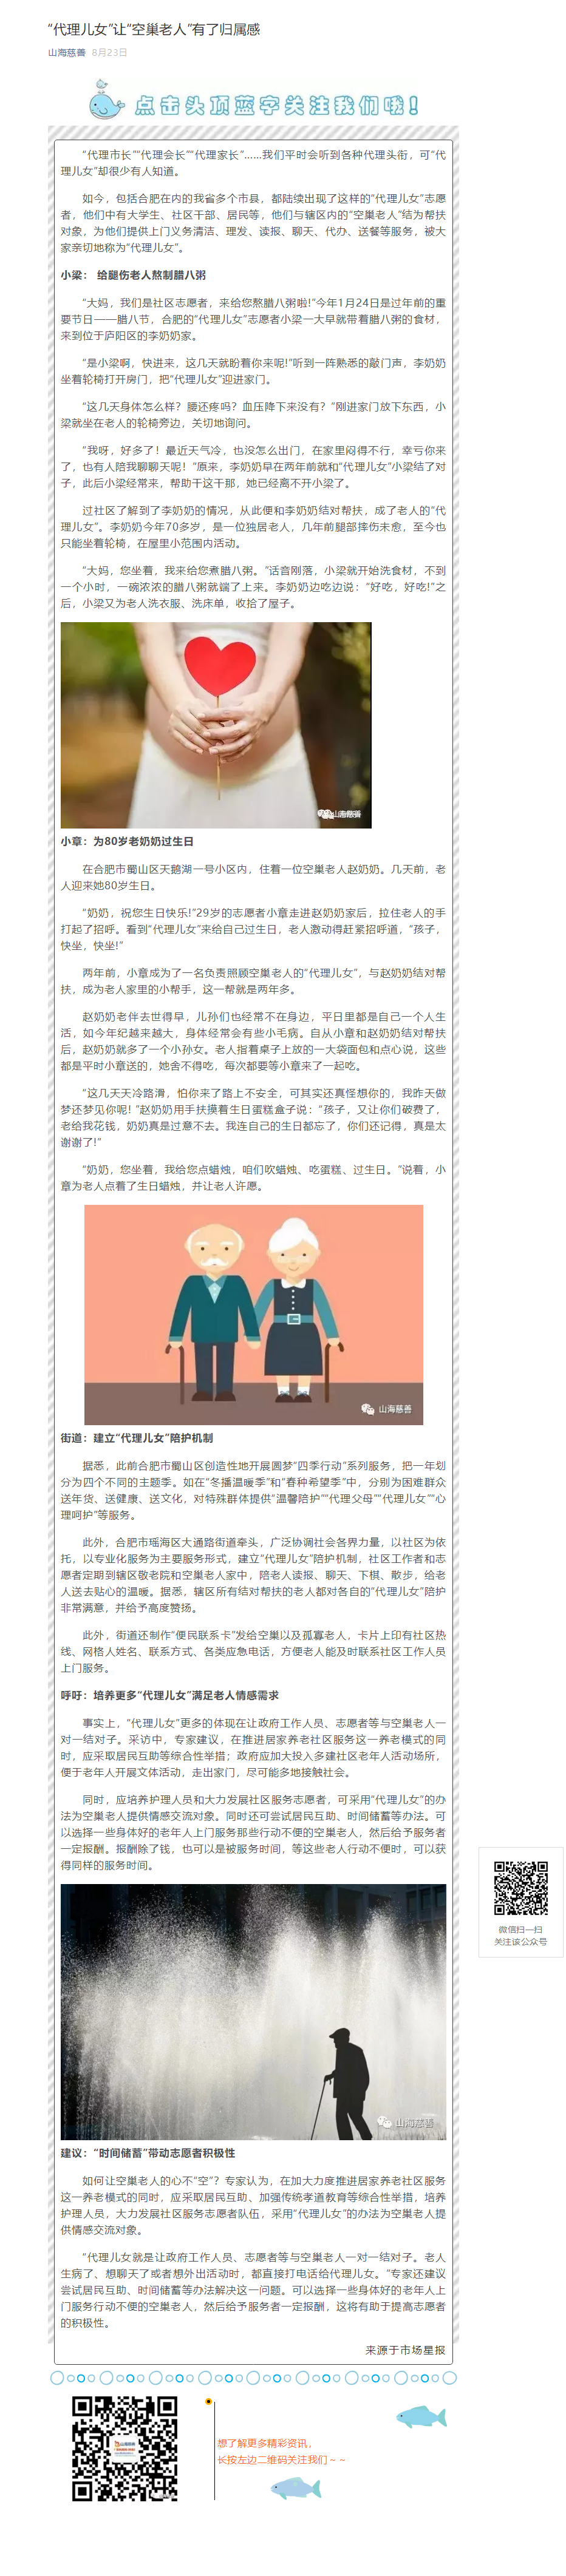 “代理儿女”让“空巢老人”有了归属感
山海慈善 8月23日
点击头顶蓝字关注我们哦！
“代理市长”“代理会长”“代理家长”……我们平时会听到各种代理头衔，可“代
理儿女”却很少有人知道。
如今，包括合肥在内的我省多个市县，都陆续出现了这样的“代理儿女”志愿
者，他们中有大学生、社区干部、居民等，他们与辖区内的“空巢老人”结为帮扶
对象，为他们提供上门义务清洁、理发、读报、聊天、代办、送餐等服务，被大
家亲切地称为“代理儿女”。
小梁： 给腿伤老人熬制腊八粥
“大妈，我们是社区志愿者，来给您熬腊八粥啦!”今年1月24日是过年前的重
要节日——腊八节，合肥的“代理儿女”志愿者小梁一大早就带着腊八粥的食材，
来到位于庐阳区的李奶奶家。
“是小梁啊，快进来，这几天就盼着你来呢!”听到一阵熟悉的敲门声，李奶奶
坐着轮椅打开房门，把“代理儿女”迎进家门。
“这几天身体怎么样？腰还疼吗？血压降下来没有？”刚进家门放下东西，小
梁就坐在老人的轮椅旁边，关切地询问。
“我呀，好多了！最近天气冷，也没怎么出门，在家里闷得不行，幸亏你来
了，也有人陪我聊聊天呢！”原来，李奶奶早在两年前就和“代理儿女”小梁结了对
子，此后小梁经常来，帮助干这干那，她已经离不开小梁了。
过社区了解到了李奶奶的情况，从此便和李奶奶结对帮扶，成了老人的“代
理儿女”。李奶奶今年70多岁，是一位独居老人，几年前腿部摔伤未愈，至今也
只能坐着轮椅，在屋里小范围内活动。
“大妈，您坐着，我来给您煮腊八粥。”话音刚落，小梁就开始洗食材，不到
一个小时，一碗浓浓的腊八粥就端了上来。李奶奶边吃边说：“好吃，好吃!”之
后，小梁又为老人洗衣服、洗床单，收拾了屋子。
小章：为80岁老奶奶过生日
在合肥市蜀山区天鹅湖一号小区内，住着一位空巢老人赵奶奶。几天前，老
人迎来她80岁生日。
“奶奶，祝您生日快乐!”29岁的志愿者小章走进赵奶奶家后，拉住老人的手
打起了招呼。看到“代理儿女”来给自己过生日，老人激动得赶紧招呼道，“孩子，
快坐，快坐!”
两年前，小章成为了一名负责照顾空巢老人的“代理儿女”，与赵奶奶结对帮
扶，成为老人家里的小帮手，这一帮就是两年多。
赵奶奶老伴去世得早，儿孙们也经常不在身边，平日里都是自己一个人生
活，如今年纪越来越大，身体经常会有些小毛病。自从小章和赵奶奶结对帮扶
后，赵奶奶就多了一个小孙女。老人指着桌子上放的一大袋面包和点心说，这些
都是平时小章送的，她舍不得吃，每次都要等小章来了一起吃。
“这几天天冷路滑，怕你来了路上不安全，可其实还真怪想你的，我昨天做
梦还梦见你呢! ”赵奶奶用手扶摸着生日蛋糕盒子说：“孩子，又让你们破费了，
老给我花钱，奶奶真是过意不去。我连自己的生日都忘了，你们还记得，真是太
谢谢了!”
“奶奶，您坐着，我给您点蜡烛，咱们吹蜡烛、吃蛋糕、过生日。”说着，小
章为老人点着了生日蜡烛，并让老人许愿。
山海慈善
街道：建立“代理儿女”陪护机制
据悉，此前合肥市蜀山区创造性地开展圆梦“四季行动”系列服务，把一年划
分为四个不同的主题季。如在“冬播温暖季”和“春种希望季”中，分别为困难群众
送年货、送健康、送文化，对特殊群体提供“温馨陪护”“代理父母”“代理儿女”“心
理呵护”等服务。
此外，合肥市瑶海区大通路街道牵头，广泛协调社会各界力量，以社区为依
托，以专业化服务为主要服务形式，建立“代理儿女”陪护机制，社区工作者和志
愿者定期到辖区敬老院和空巢老人家中，陪老人读报、聊天、下棋、散步，给老
人送去贴心的温暖。据悉，辖区所有结对帮扶的老人都对各自的“代理儿女”陪护
非常满意，并给予高度赞扬。
此外，街道还制作“便民联系卡”发给空巢以及孤寡老人，卡片上印有社区热
线、网格人姓名、联系方式、各类应急电话，方便老人能及时联系社区工作人员
上门服务。
呼吁：培养更多“代理儿女”满足老人情感需求
事实上，“代理儿女”更多的体现在让政府工作人员、志愿者等与空巢老人一
对一结对子。采访中，专家建议，在推进居家养老社区服务这一养老模式的同
时，应采取居民互助等综合性举措；政府应加大投入多建社区老年人活动场所，
便于老年人开展文体活动，走出家门，尽可能多地接触社会。
同时，应培养护理人员和大力发展社区服务志愿者，可采用“代理儿女”的办
法为空巢老人提供情感交流对象。同时还可尝试居民互助、时间储蓄等办法。可
以选择一些身体好的老年人上门服务那些行动不便的空巢老人，然后给予服务者
一定报酬。报酬除了钱，也可以是被服务时间，等这些老人行动不便时，可以获
得同样的服务时间。
微信扫一扫
关注该公众号
山海慈善
建议：“时间储蓄”带动志愿者积极性
如何让空巢老人的心不“空”？专家认为，在加大力度推进居家养老社区服务
这一养老模式的同时，应采取居民互助、加强传统孝道教育等综合性举措，培养
护理人员，大力发展社区服务志愿者队伍，采用“代理儿女”的办法为空巢老人提
供情感交流对象。
“代理儿女就是让政府工作人员、志愿者等与空巢老人一对一结对子。老人
生病了、想聊天了或者想外出活动时，都直接打电话给代理儿女。”专家还建议
尝试居民互助、时间储蓄等办法解决这一问题。可以选择一些身体好的老年人上
门服务行动不便的空巢老人，然后给予服务者一定报酬，这将有助于提高志愿者
的积极性。
来源于市场星报
想了解更多精彩资讯，
长按左边二维码关注我们～～